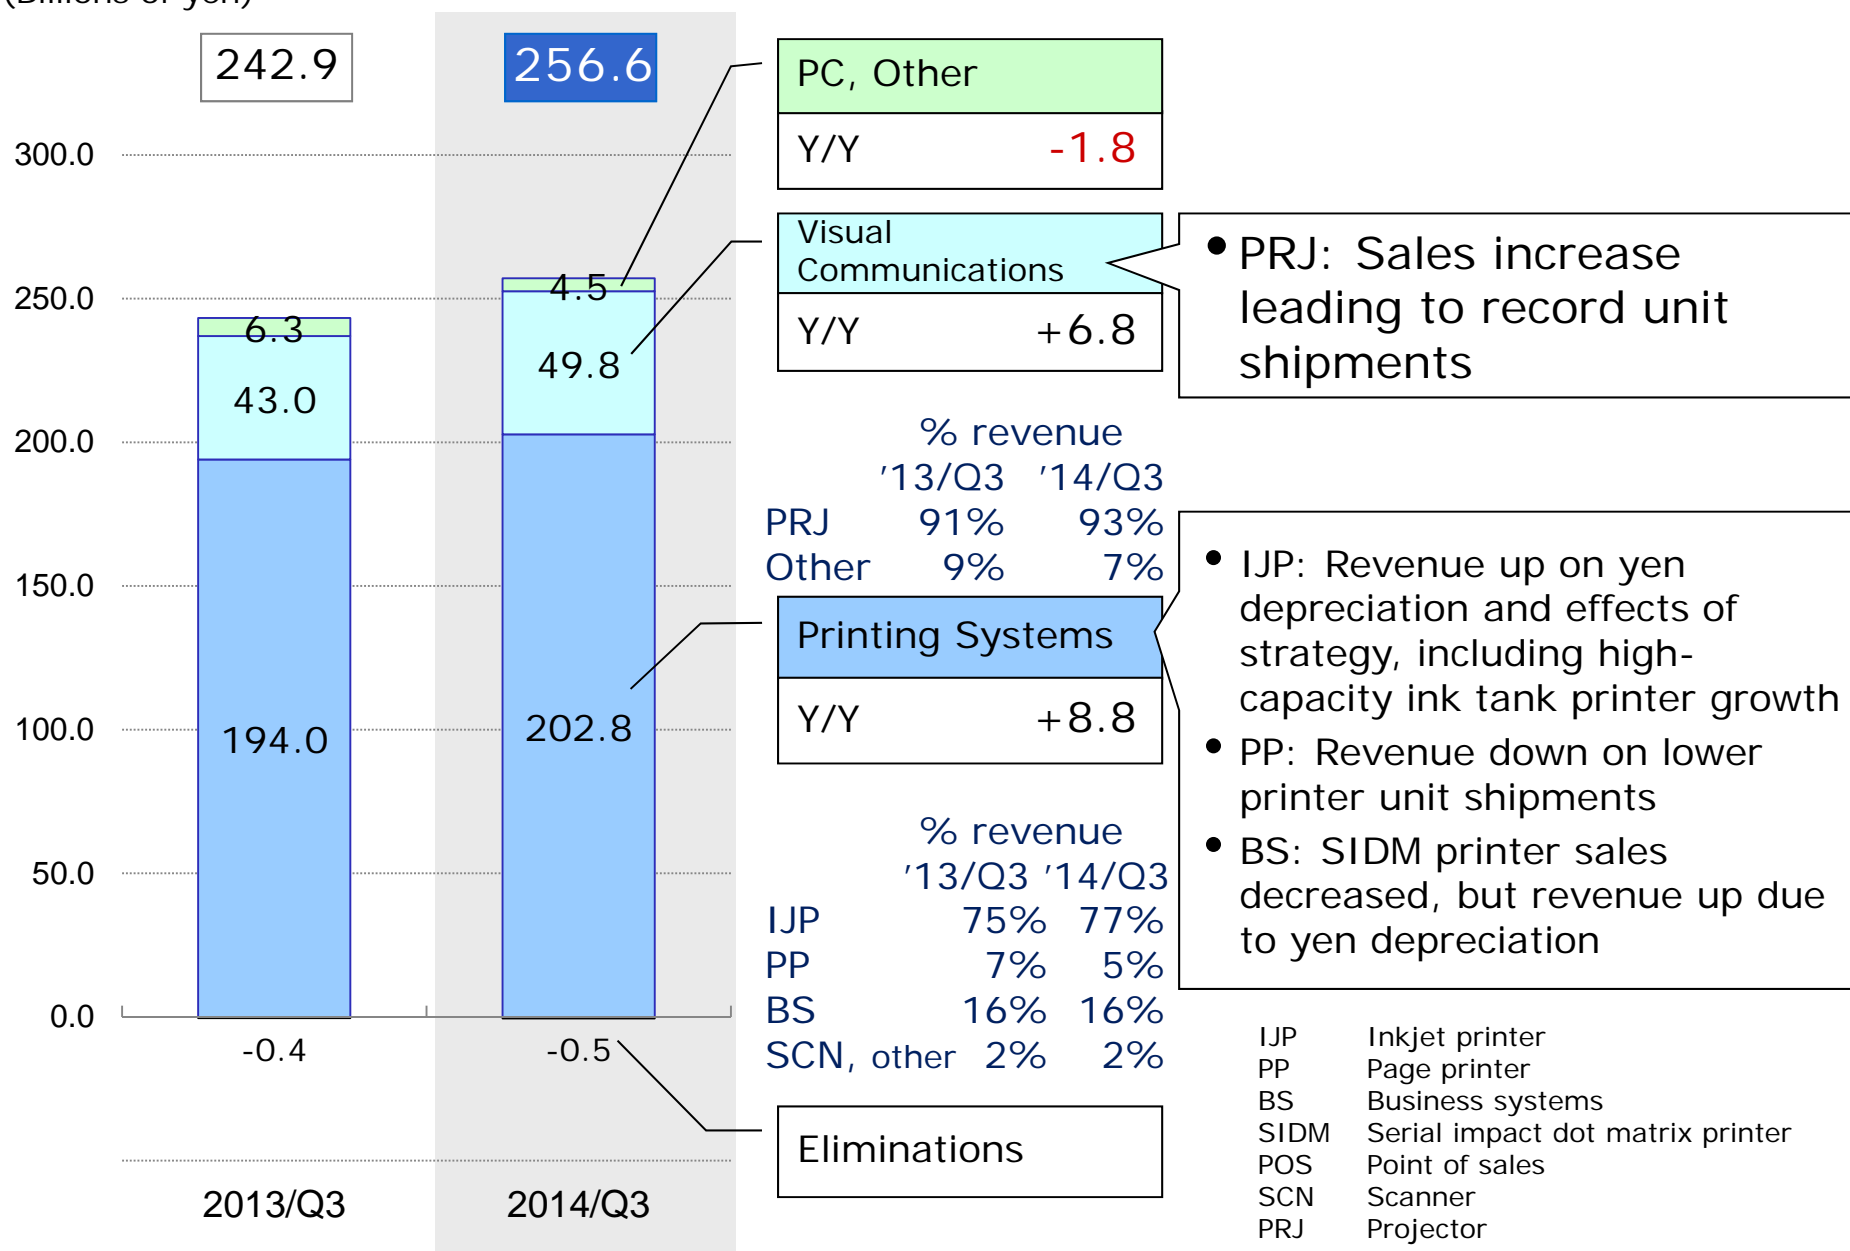 (Billions of yen)
242.9
256.6
300.0
250.0
200.0
150.0
100.0
50.0
0.0
6.3
43.0
194.0
-0.4
4.5
49.8
202.8
-0.5
2013/Q3
2014/Q3
PC, Other
Y/Y -1.8
Visual
Communications
Y/Y +6.8
• PRJ: Sales increase
leading to record unit
shipments
% revenue
’13/Q3 ’14/Q3
PRJ 91% 93%
Other 9% 7%
Printing Systems
Y/Y +8.8
• IJP: Revenue up on yen
depreciation and effects of
strategy, including high-
capacity ink tank printer growth
• PP: Revenue down on lower
printer unit shipments
• BS: SIDM printer sales
decreased, but revenue up due
to yen depreciation
% revenue
’13/Q3 ’14/Q3
IJP 75% 77%
PP 7% 5%
BS 16% 16%
SCN, other 2% 2%
Eliminations
IJP Inkjet printer
PP Page printer
BS Business systems
SIDM Serial impact dot matrix printer
POS Point of sales
SCN Scanner
PRJ Projector